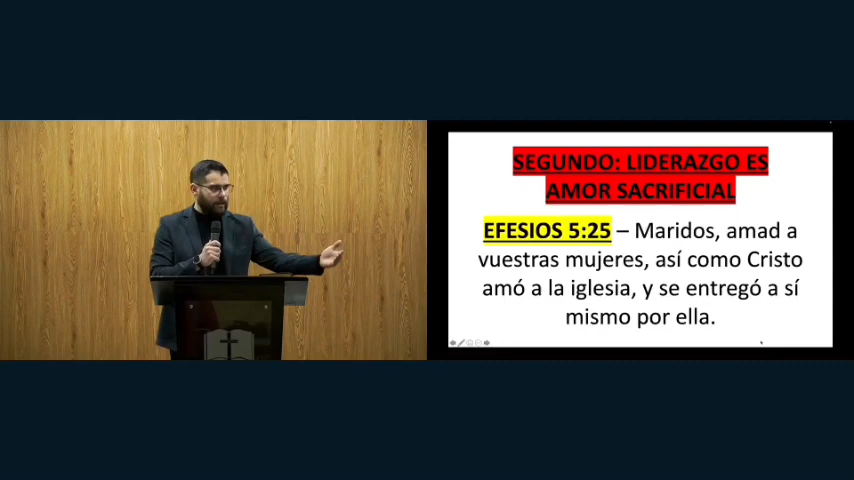 SEGUNDO: LIDERAZGO ES
AMOR SACRIFICIAL
EFESIOS 5:25 – Maridos, amad a
vuestras mujeres, así como Cristo
amó a la iglesia, y se entregó a sí
mismo por ella.